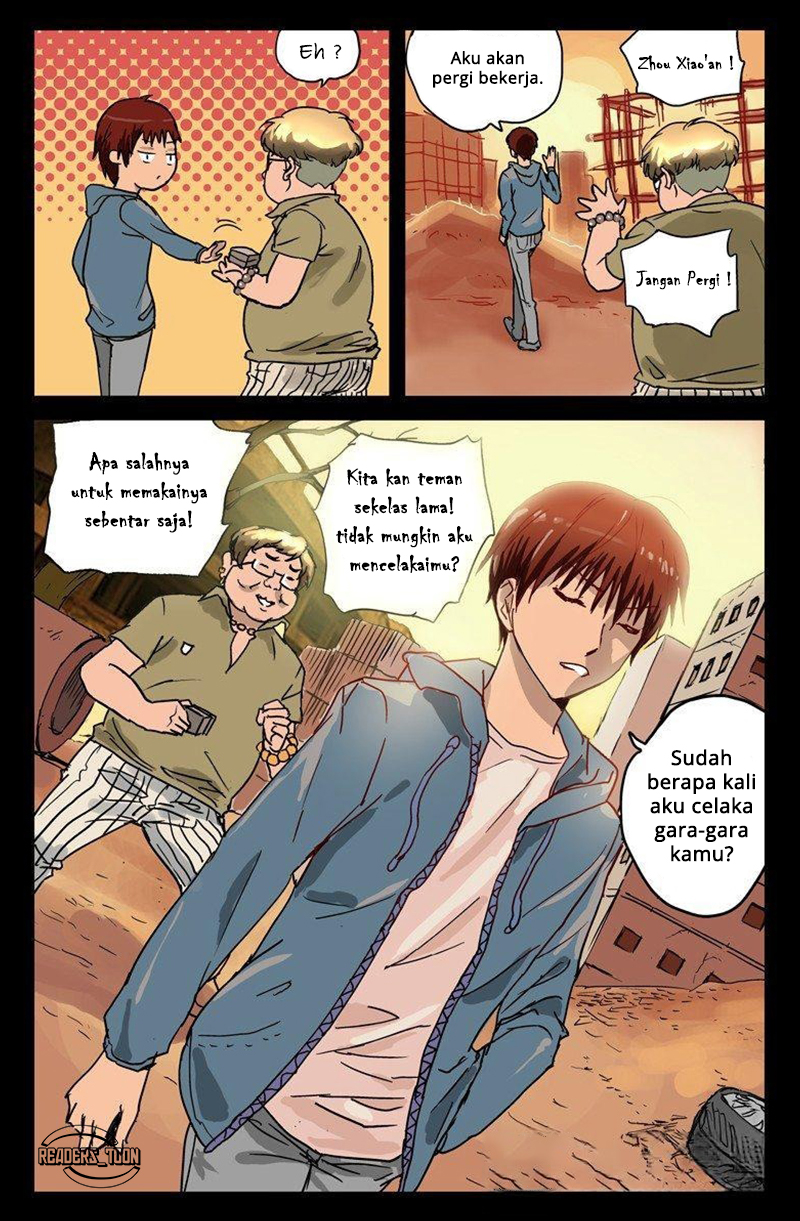 Eh ?
Aku akan
pergi bekerja.
Zhou Xiao'an !
Jangan Pergi !
Apa salahnya
untuk memakainya
sebentar saja!
Kita kan teman
sekelas lama!
tidak mungkin aku
mencelakaimu?
Sudah
berapa kali
aku celaka
gara-gara
kamu?
READERS_TOON